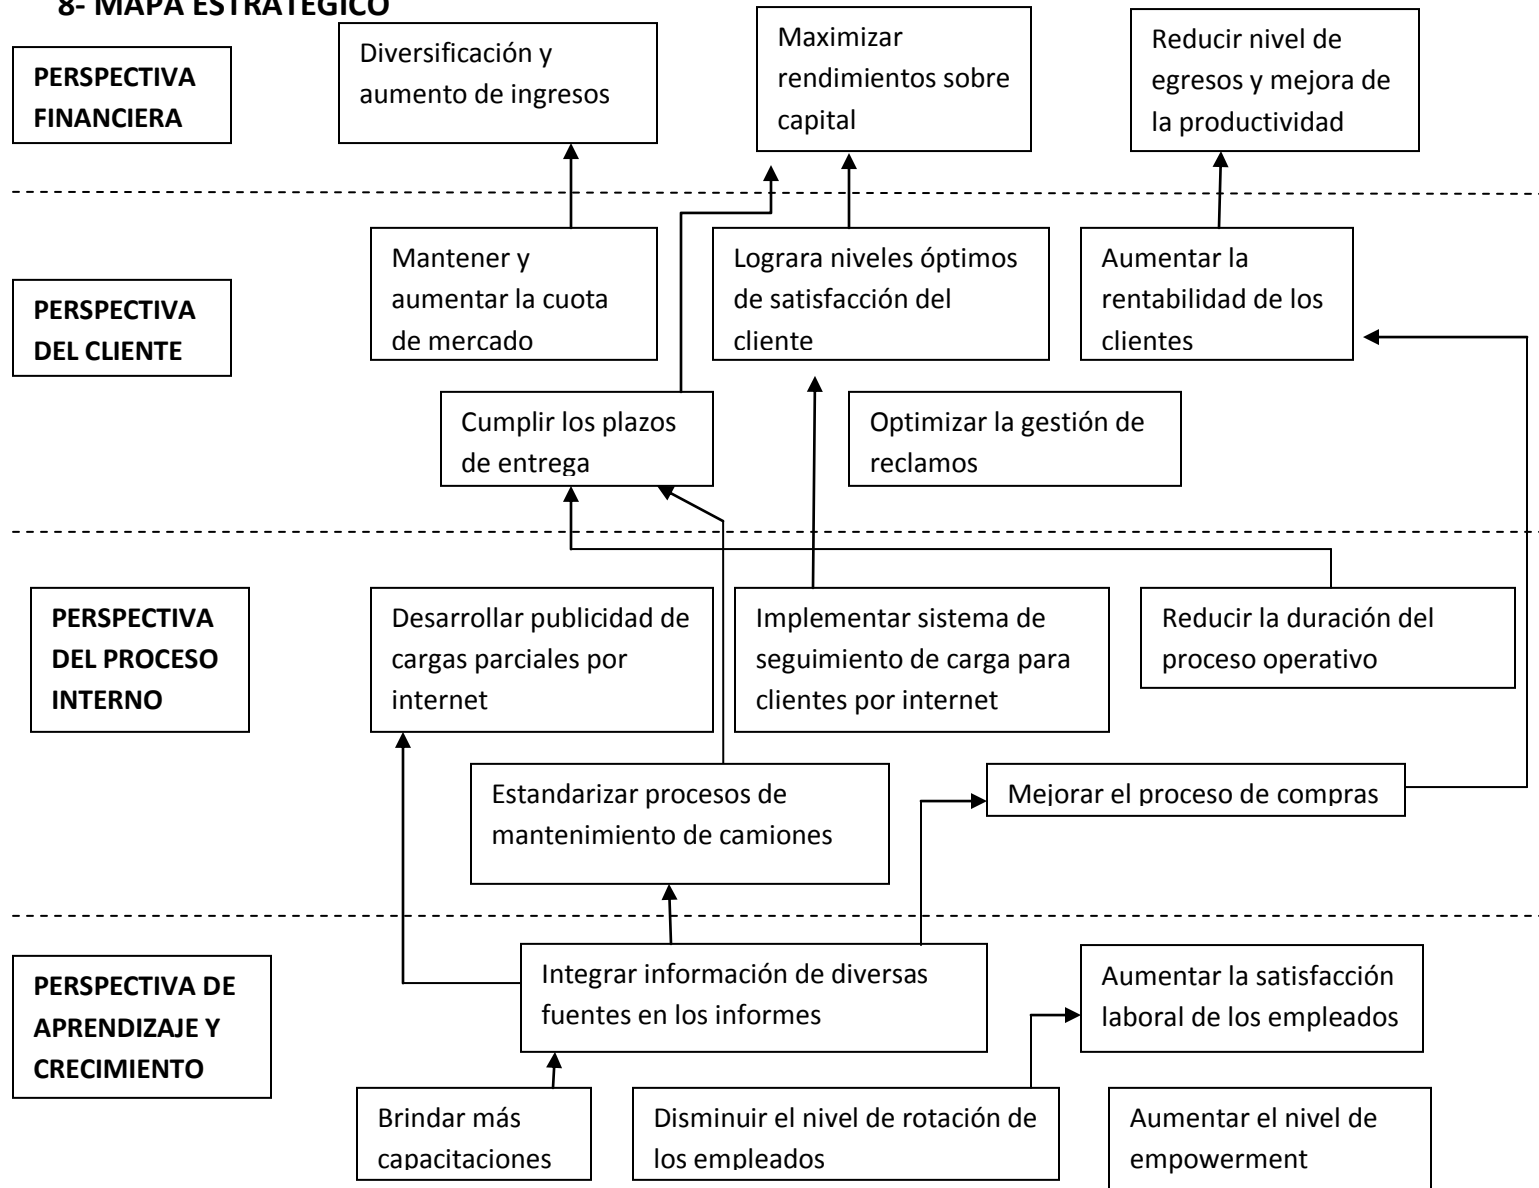 8- MAPA ESTRATEGICO
PERSPECTIVA
FINANCIERA
Diversificación y
aumento de ingresos
Maximizar
rendimientos sobre
capital
Reducir nivel de
egresos y mejora de
la productividad
PERSPECTIVA
DEL CLIENTE
Mantener y
aumentar la cuota
de mercado
Lograra niveles óptimos
de satisfacción del
cliente
Aumentar la
rentabilidad de los
clientes
Cumplir los plazos
de entrega
Optimizar la gestión de
reclamos
PERSPECTIVA
DEL PROCESO
INTERNO
Desarrollar publicidad de
cargas parciales por
internet
Implementar sistema de
seguimiento de carga para
clientes por internet
Reducir la duración del
proceso operativo
Estandarizar procesos de
mantenimiento de camiones
Mejorar el proceso de compras
PERSPECTIVA DE
APRENDIZAJE Y
CRECIMIENTO
Integrar información de diversas
fuentes en los informes
Aumentar la satisfacción
laboral de los empleados
Brindar más
capacitaciones
Disminuir el nivel de rotación de
los empleados
Aumentar el nivel de
empowerment